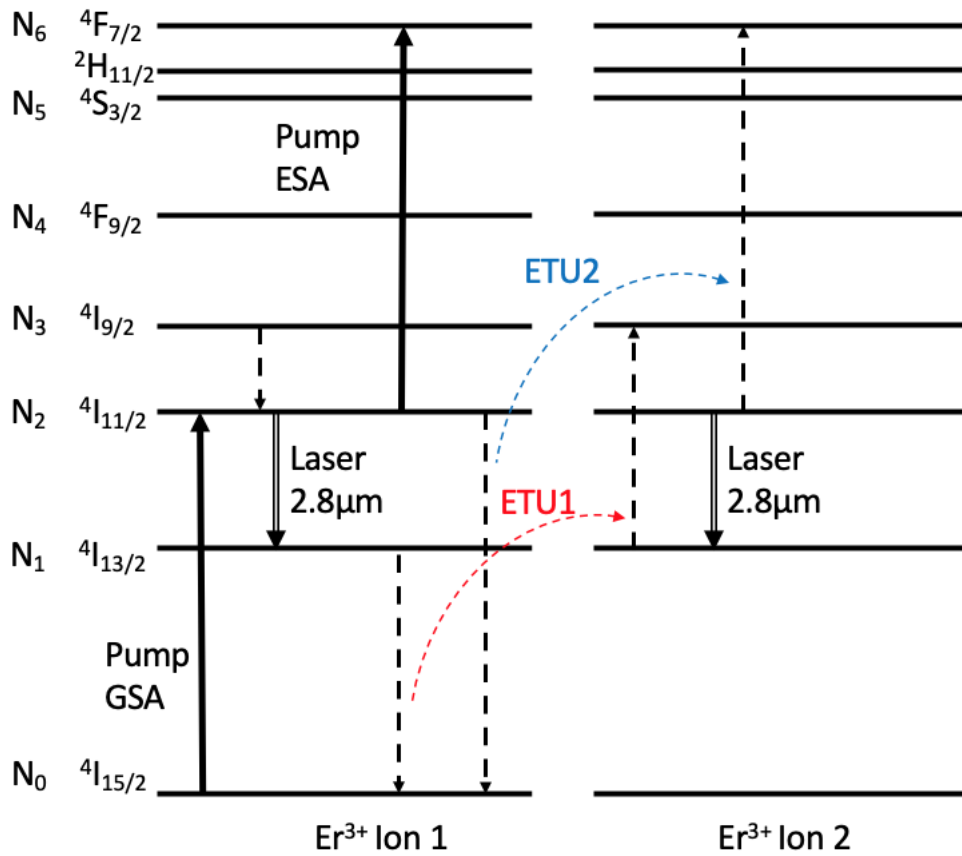 N₆ ⁴F₇/₂
²H₁₁/₂
N₅ ⁴S₃/₂
Pump
ESA
N₄ ⁴F₉/₂
ETU2
N₃ ⁴I₉/₂
N₂ ⁴I₁₁/₂
Laser
2.8μm
Laser
2.8μm
ETU1
N₁ ⁴I₁₃/₂
Pump
GSA
N₀ ⁴I₁₅/₂
Er³⁺ Ion 1
Er³⁺ Ion 2